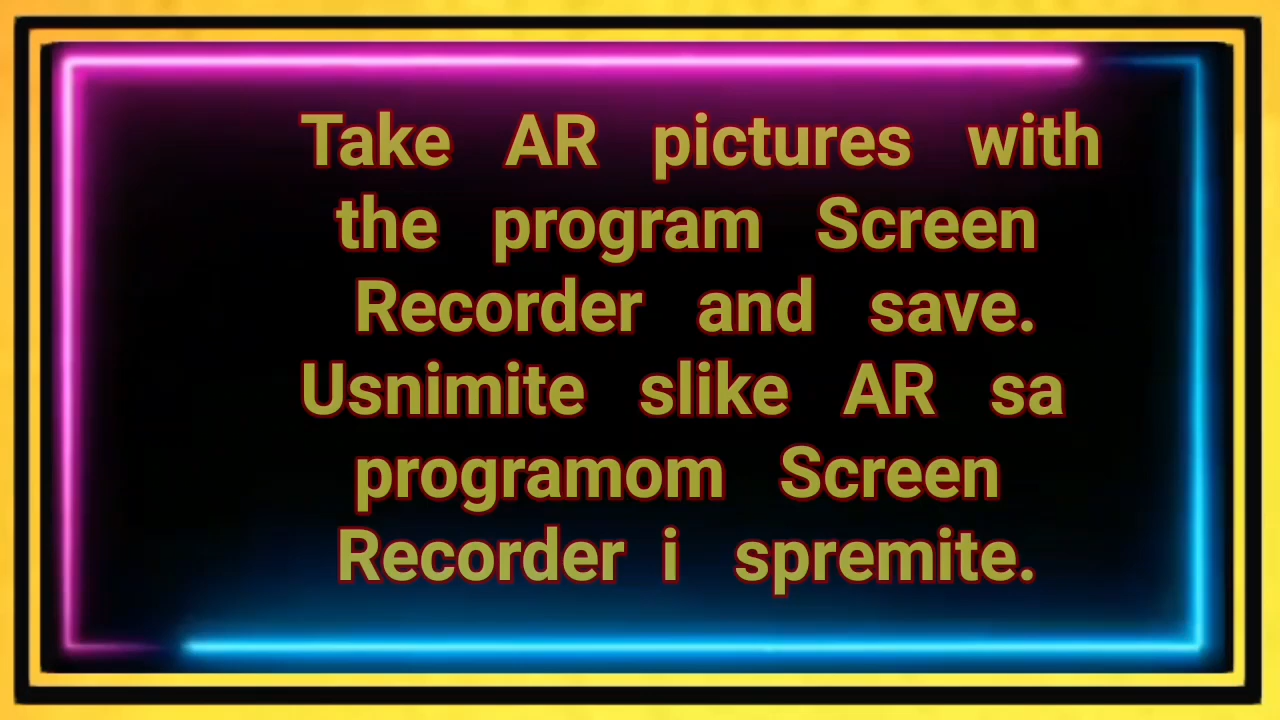 Take AR pictures with
the program Screen
Recorder and save.
Usnimite slike AR sa
programom Screen
Recorder i spremite.